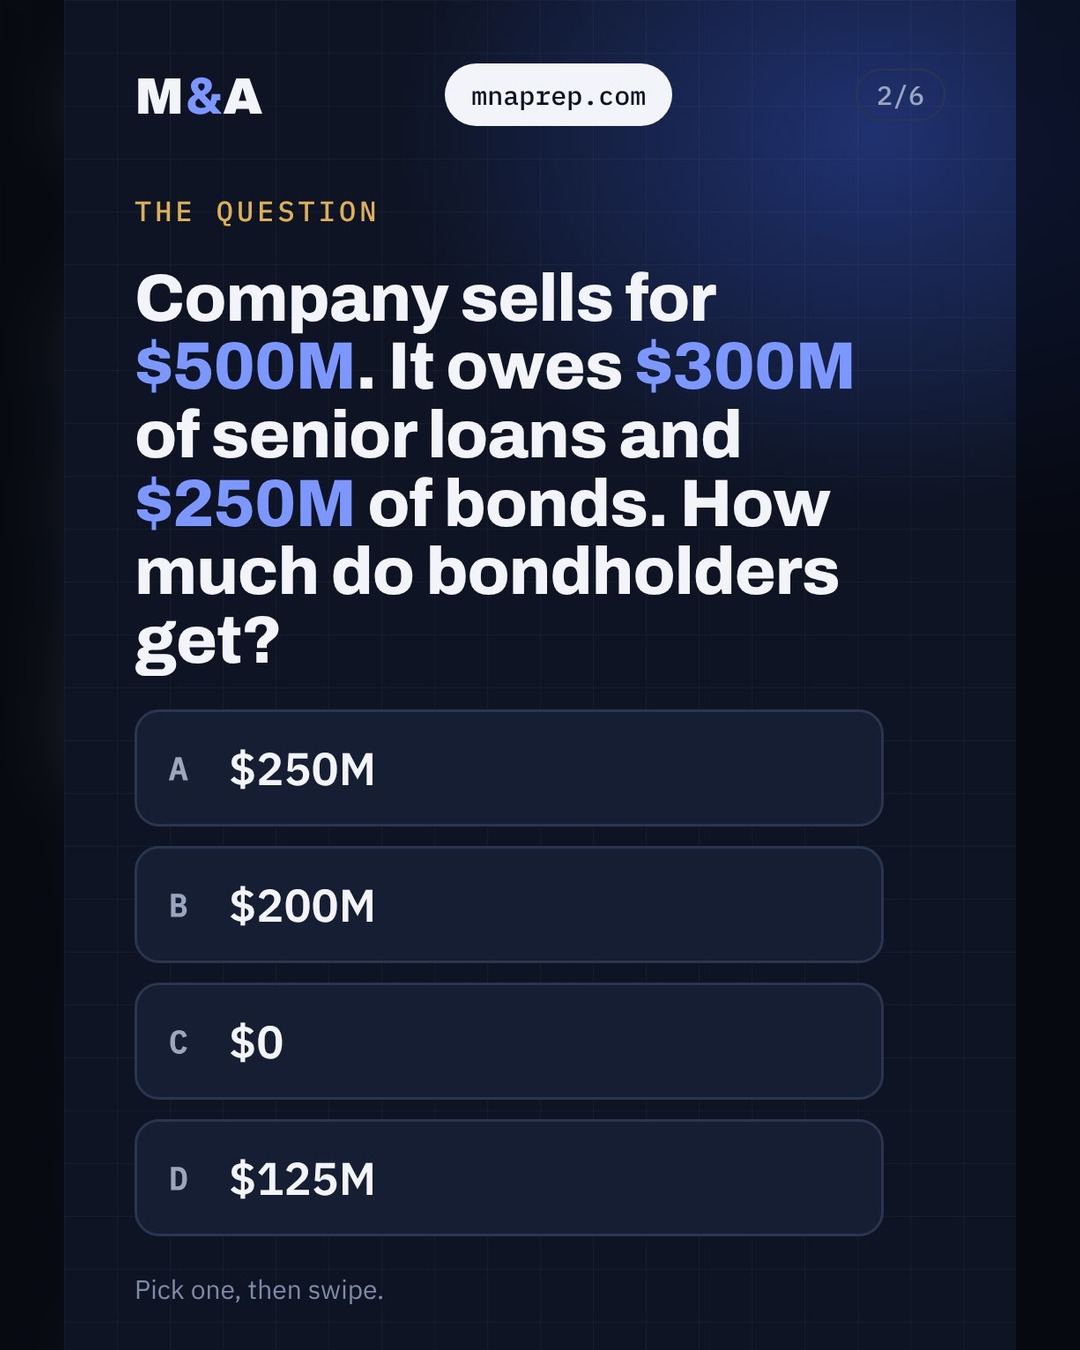 M&A
mnaprep.com
2/6
THE QUESTION
Company sells for
$500M. It owes $300M
of senior loans and
$250M of bonds. How
much do bondholders
get?
A $250M
B $200M
C $0
D $125M
Pick one, then swipe.